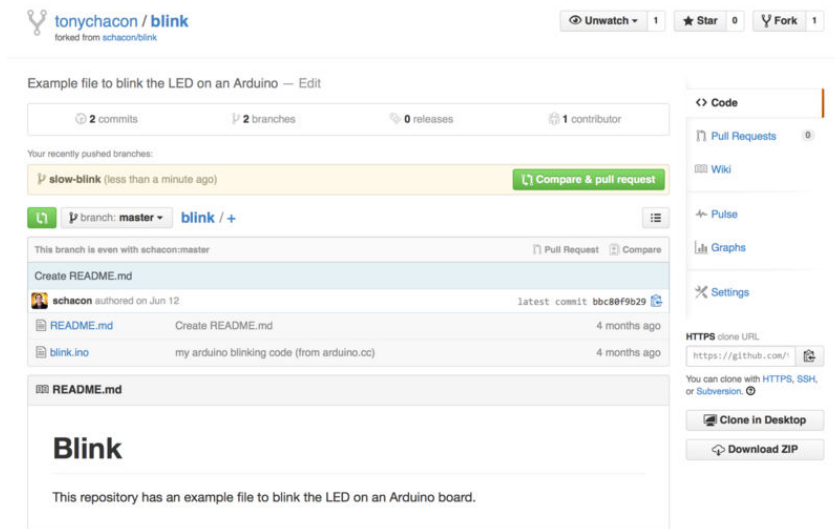 tonychacon / blink
forked from schacon/blink
Unwatch 1 Star 0 Fork 1
Example file to blink the LED on an Arduino — Edit
2 commits 2 branches 0 releases 1 contributor
Your recently pushed branches:
slow-blink (less than a minute ago) Compare & pull request
branch: master blink / +
This branch is even with schacon:master Pull Request Compare
Create README.md
schacon authored on Jun 12 latest commit bbc80f9b29
README.md Create README.md 4 months ago
blink.ino my arduino blinking code (from arduino.cc) 4 months ago
README.md
Blink
This repository has an example file to blink the LED on an Arduino board.
<> Code
Pull Requests 0
Wiki
Pulse
Graphs
Settings
HTTPS clone URL
https://github.com/
You can clone with HTTPS, SSH,
or Subversion.
Clone in Desktop
Download ZIP